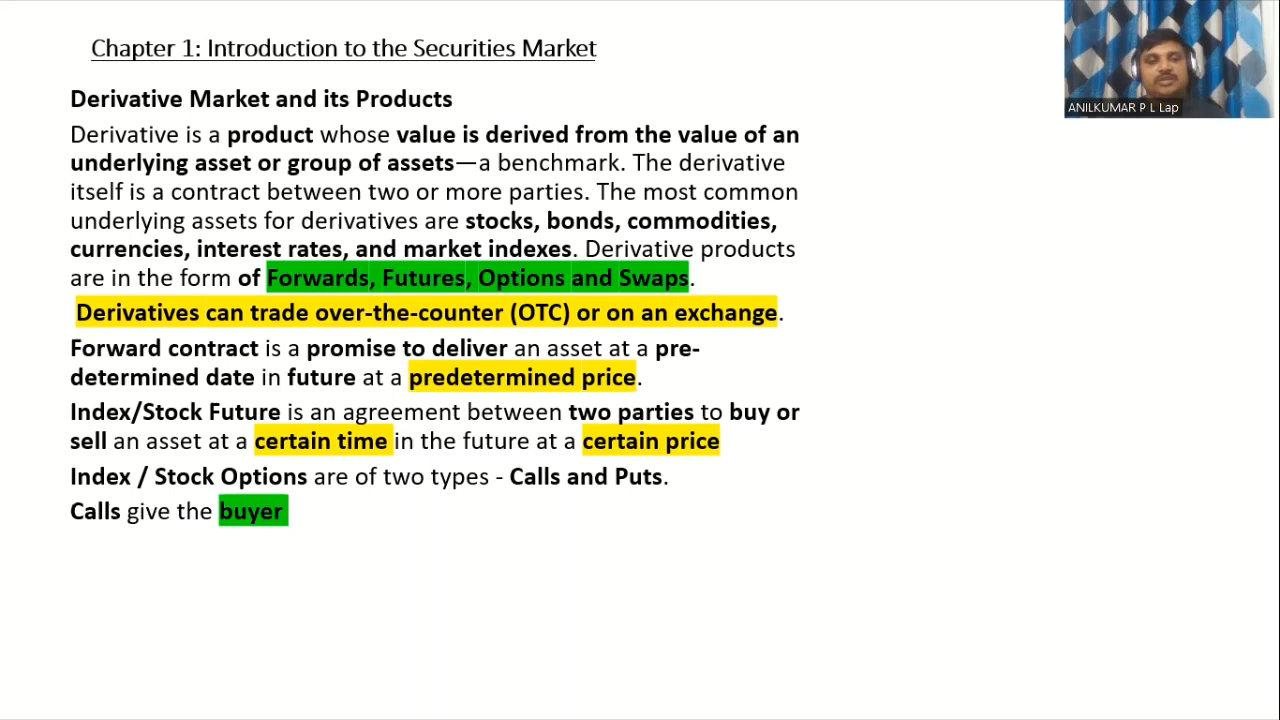 Chapter 1: Introduction to the Securities Market
ANILKUMAR P L Lap
Derivative Market and its Products
Derivative is a product whose value is derived from the value of an
underlying asset or group of assets—a benchmark. The derivative
itself is a contract between two or more parties. The most common
underlying assets for derivatives are stocks, bonds, commodities,
currencies, interest rates, and market indexes. Derivative products
are in the form of Forwards, Futures, Options and Swaps.
Derivatives can trade over-the-counter (OTC) or on an exchange.
Forward contract is a promise to deliver an asset at a pre-
determined date in future at a predetermined price.
Index/Stock Future is an agreement between two parties to buy or
sell an asset at a certain time in the future at a certain price
Index / Stock Options are of two types - Calls and Puts.
Calls give the buyer